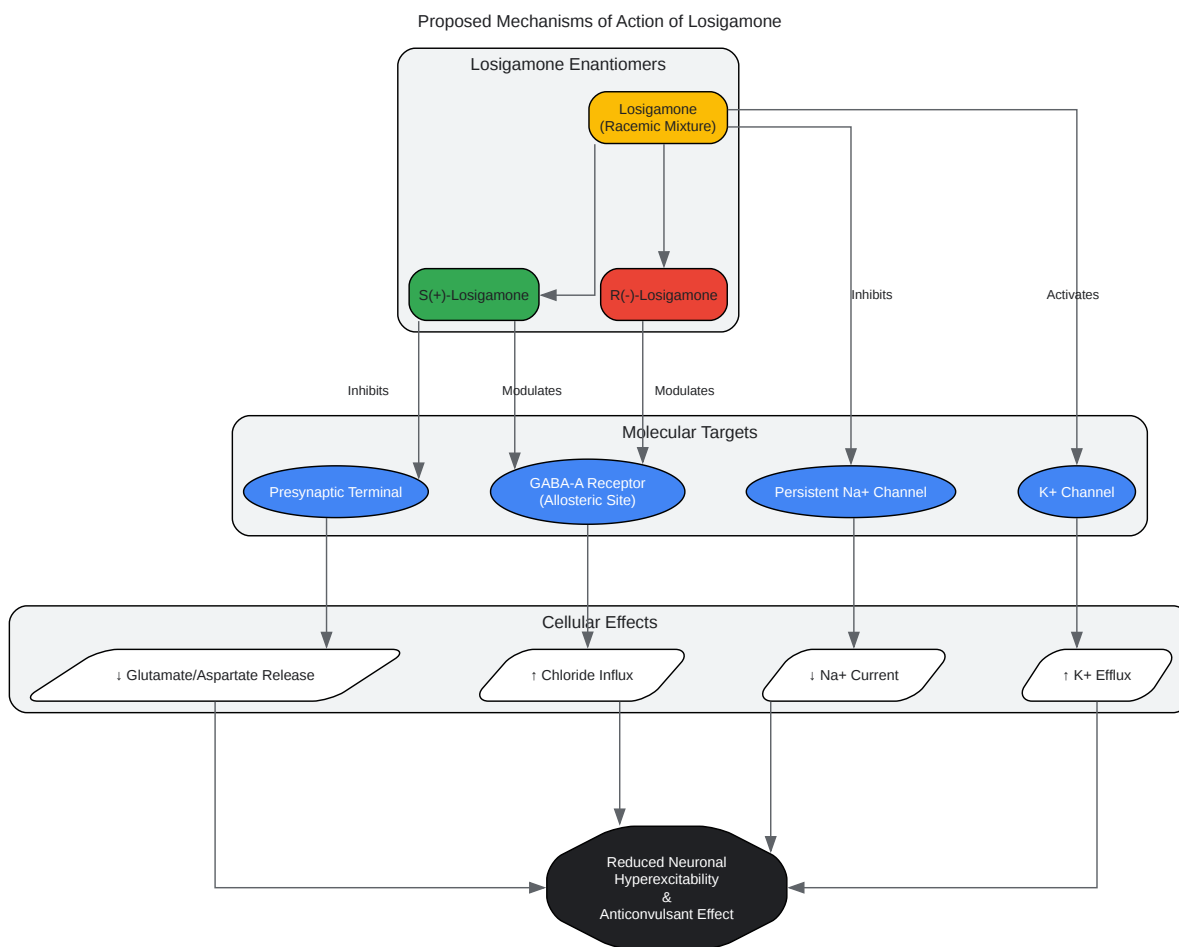 Proposed Mechanisms of Action of Losigamone
Losigamone Enantiomers
Losigamone
(Racemic Mixture)
S(+)-Losigamone
R(-)-Losigamone
Inhibits
Activates
Inhibits
Modulates
Modulates
Molecular Targets
Presynaptic Terminal
GABA-A Receptor
(Allosteric Site)
Persistent Na+ Channel
K+ Channel
Cellular Effects
↓ Glutamate/Aspartate Release
↑ Chloride Influx
↓ Na+ Current
↑ K+ Efflux
Reduced Neuronal
Hyperexcitability
&
Anticonvulsant Effect